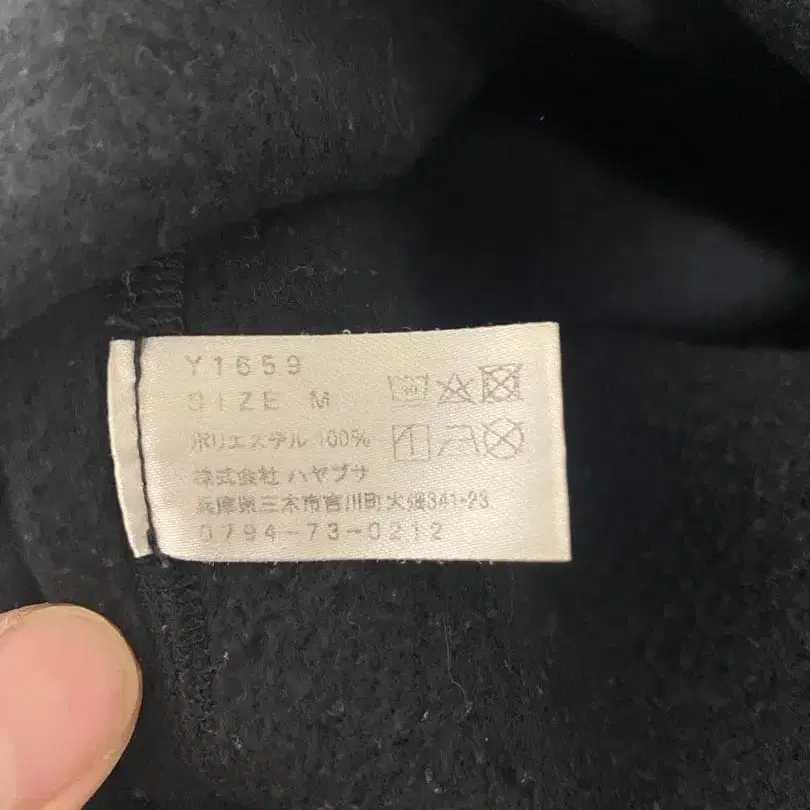 Y1659
SIZE M
ポリエステル 100%
株式会社 ハヤブサ
兵庫県三木市吉川町大畑341-23
0794-73-0212